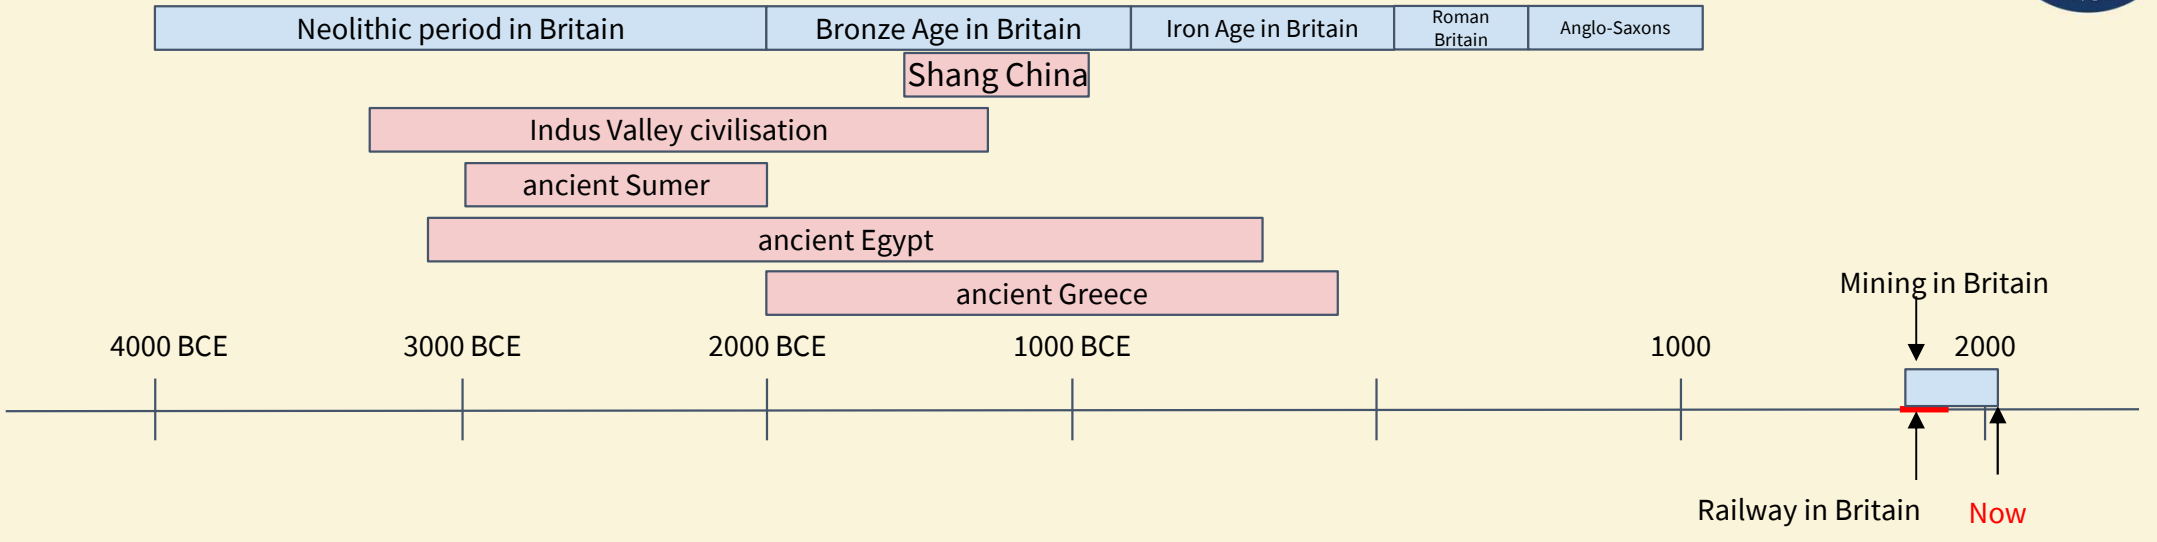 Neolithic period in Britain
Bronze Age in Britain
Iron Age in Britain
Roman
Britain
Anglo-Saxons
Shang China
Indus Valley civilisation
ancient Sumer
ancient Egypt
ancient Greece
Mining in Britain
4000 BCE
3000 BCE
2000 BCE
1000 BCE
1000
2000
Railway in Britain
Now